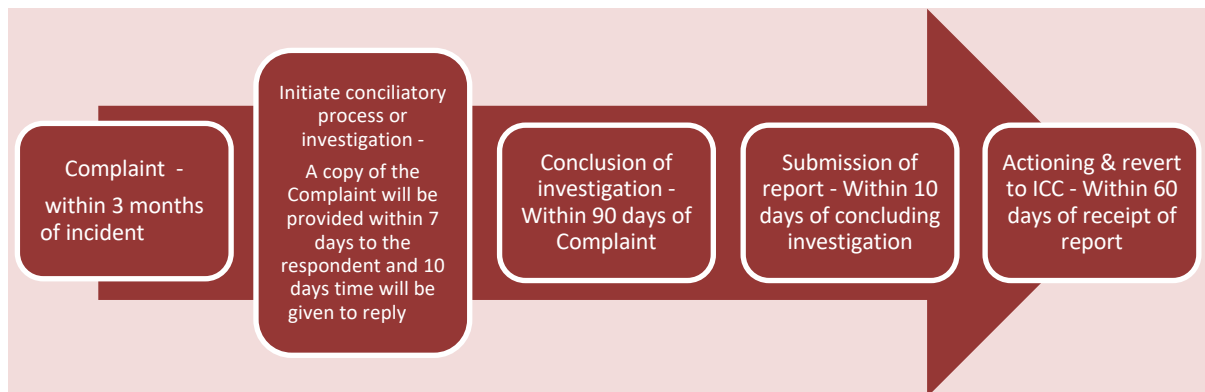 Complaint -
within 3 months
of incident
Initiate conciliatory
process or
investigation -
A copy of the
Complaint will be
provided within 7
days to the
respondent and 10
days time will be
given to reply
Conclusion of
investigation -
Within 90 days of
Complaint
Submission of
report - Within 10
days of concluding
investigation
Actioning & revert
to ICC - Within 60
days of receipt of
report